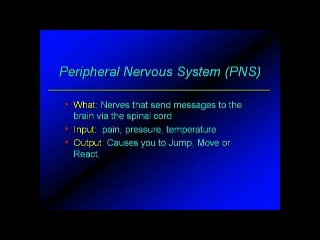 Peripheral Nervous System (PNS)
• What: Nerves that send messages to the
brain via the spinal cord
• Input: pain, pressure, temperature
• Output: Causes you to Jump, Move or
React.